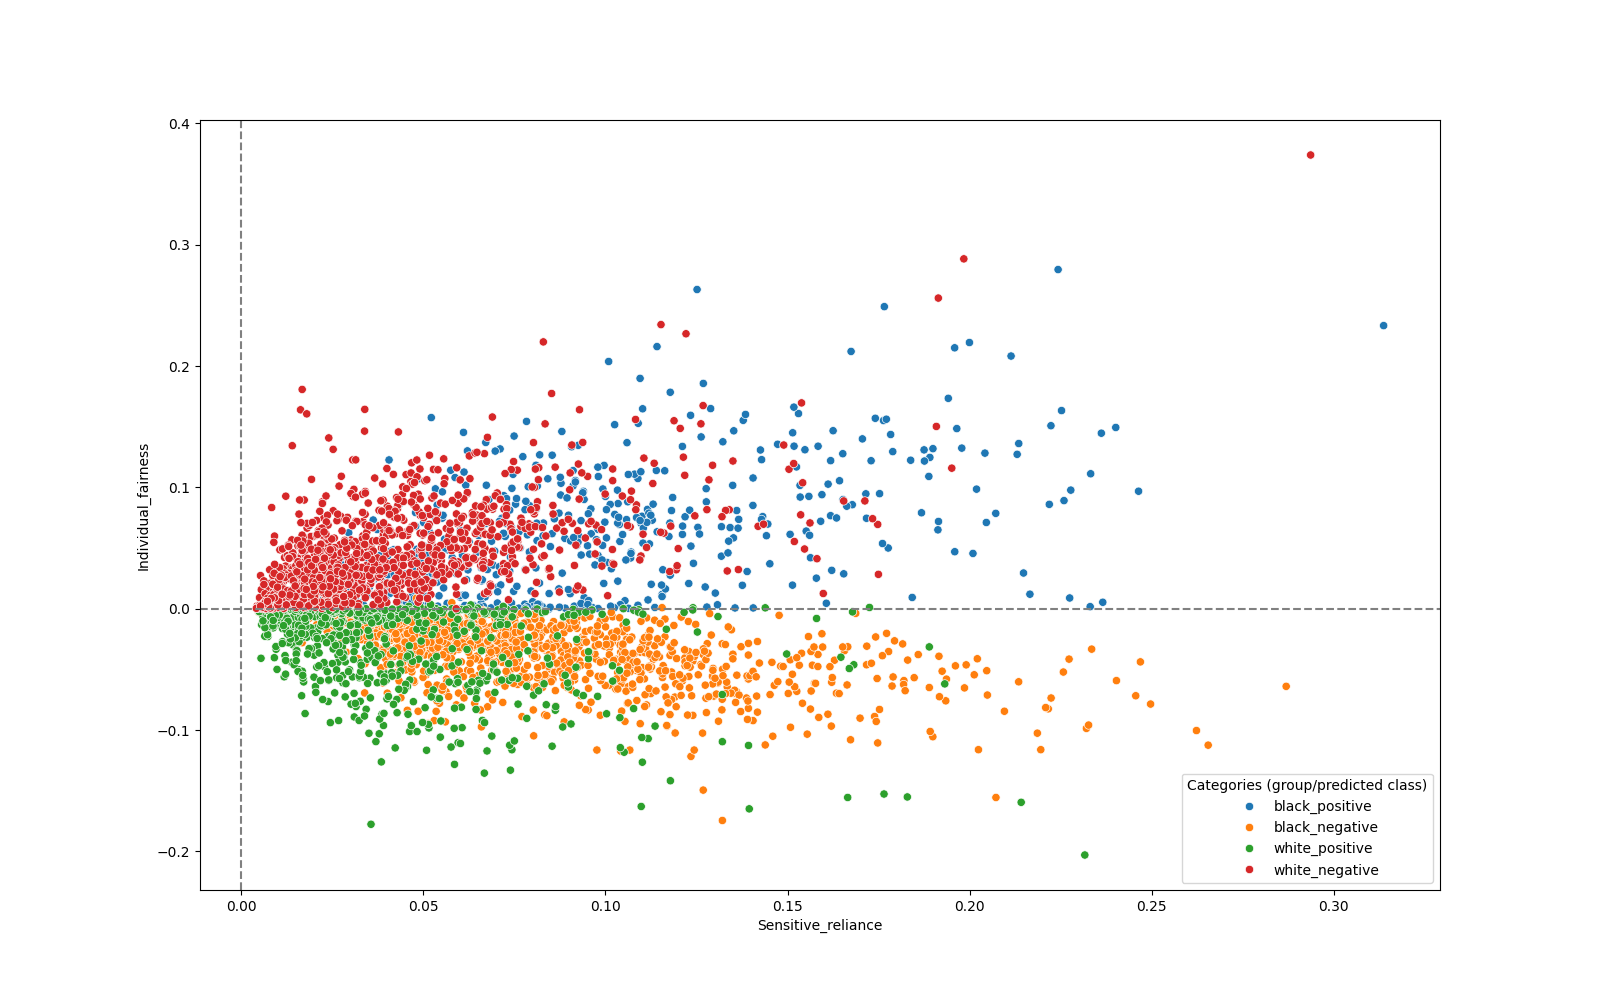 0.4
0.3
0.2
0.1
0.0
−0.1
−0.2
Individual_fairness
0.00
0.05
0.10
0.15
0.20
0.25
0.30
Sensitive_reliance
Categories (group/predicted class)
black_positive
black_negative
white_positive
white_negative